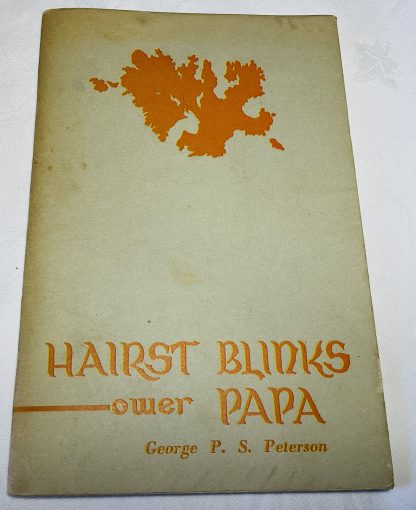 HAIRST BLINKS
ower PAPA
George P. S. Peterson